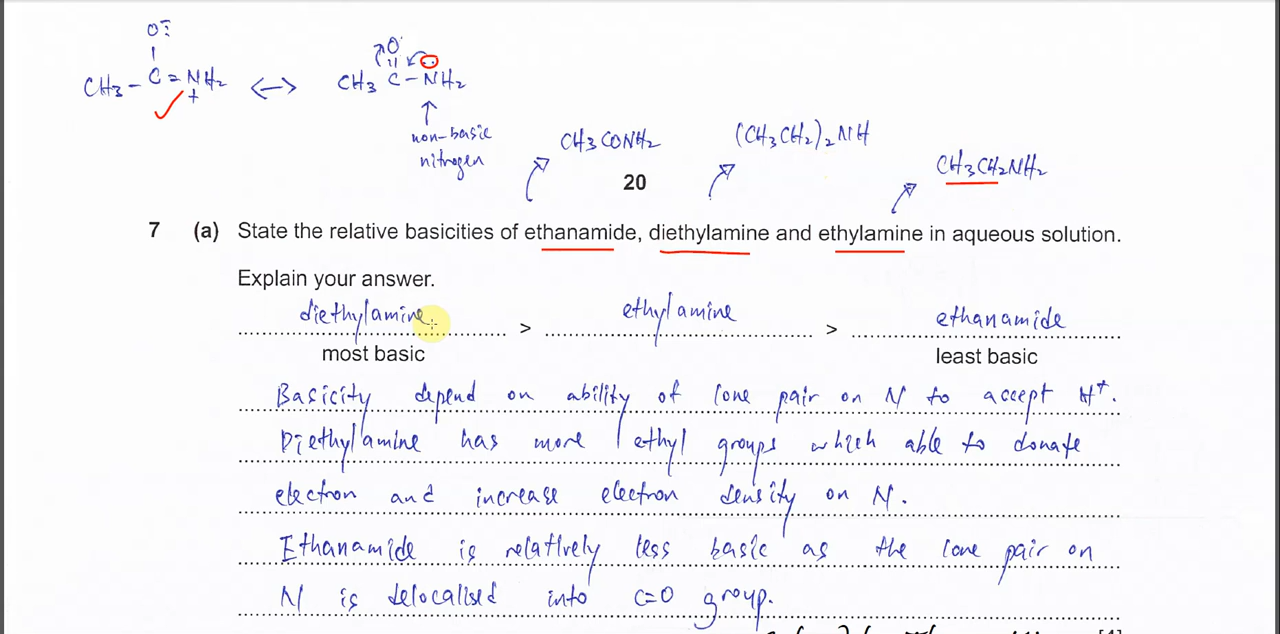 O⁻
CH3 - C = NH2
+
<->
O
CH3 C - NH2
non-basic
nitrogen
CH3CONH2
(CH3CH2)2NH
CH3CH2NH2
20
7 (a) State the relative basicities of ethanamide, diethylamine and ethylamine in aqueous solution.
Explain your answer.
diethylamine > ethylamine > ethanamide
most basic least basic
Basicity depend on ability of lone pair on N to accept H⁺.
Diethylamine has more ethyl groups which able to donate
electron and increase electron density on N.
Ethanamide is relatively less basic as the lone pair on
N is delocalised into C=O group.
[4]